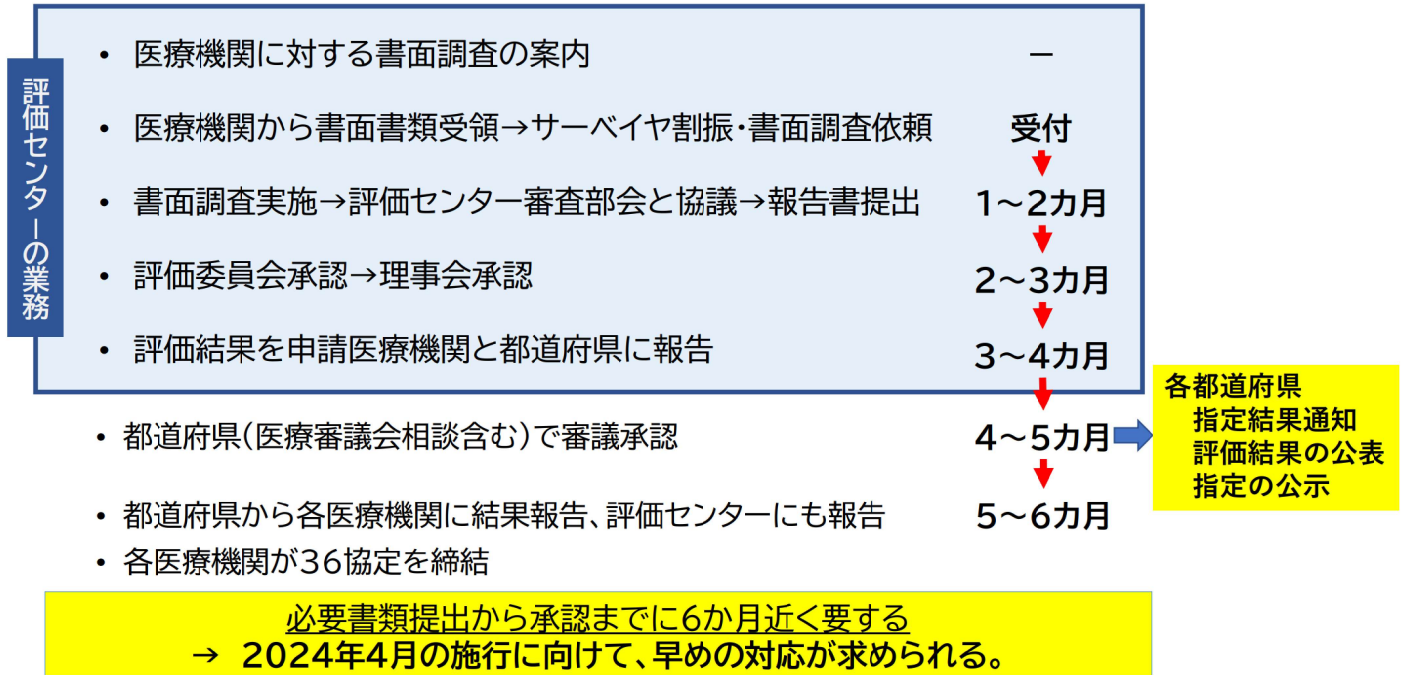 評価センターの業務
• 医療機関に対する書面調査の案内 －
• 医療機関から書面書類受領→サーベイヤ割振・書面調査依頼 受付
• 書面調査実施→評価センター審査部会と協議→報告書提出 1～2カ月
• 評価委員会承認→理事会承認 2～3カ月
• 評価結果を申請医療機関と都道府県に報告 3～4カ月
• 都道府県(医療審議会相談含む)で審議承認 4～5カ月
各都道府県
指定結果通知
評価結果の公表
指定の公示
• 都道府県から各医療機関に結果報告、評価センターにも報告 5～6カ月
• 各医療機関が36協定を締結
必要書類提出から承認までに6か月近く要する
→ 2024年4月の施行に向けて、早めの対応が求められる。